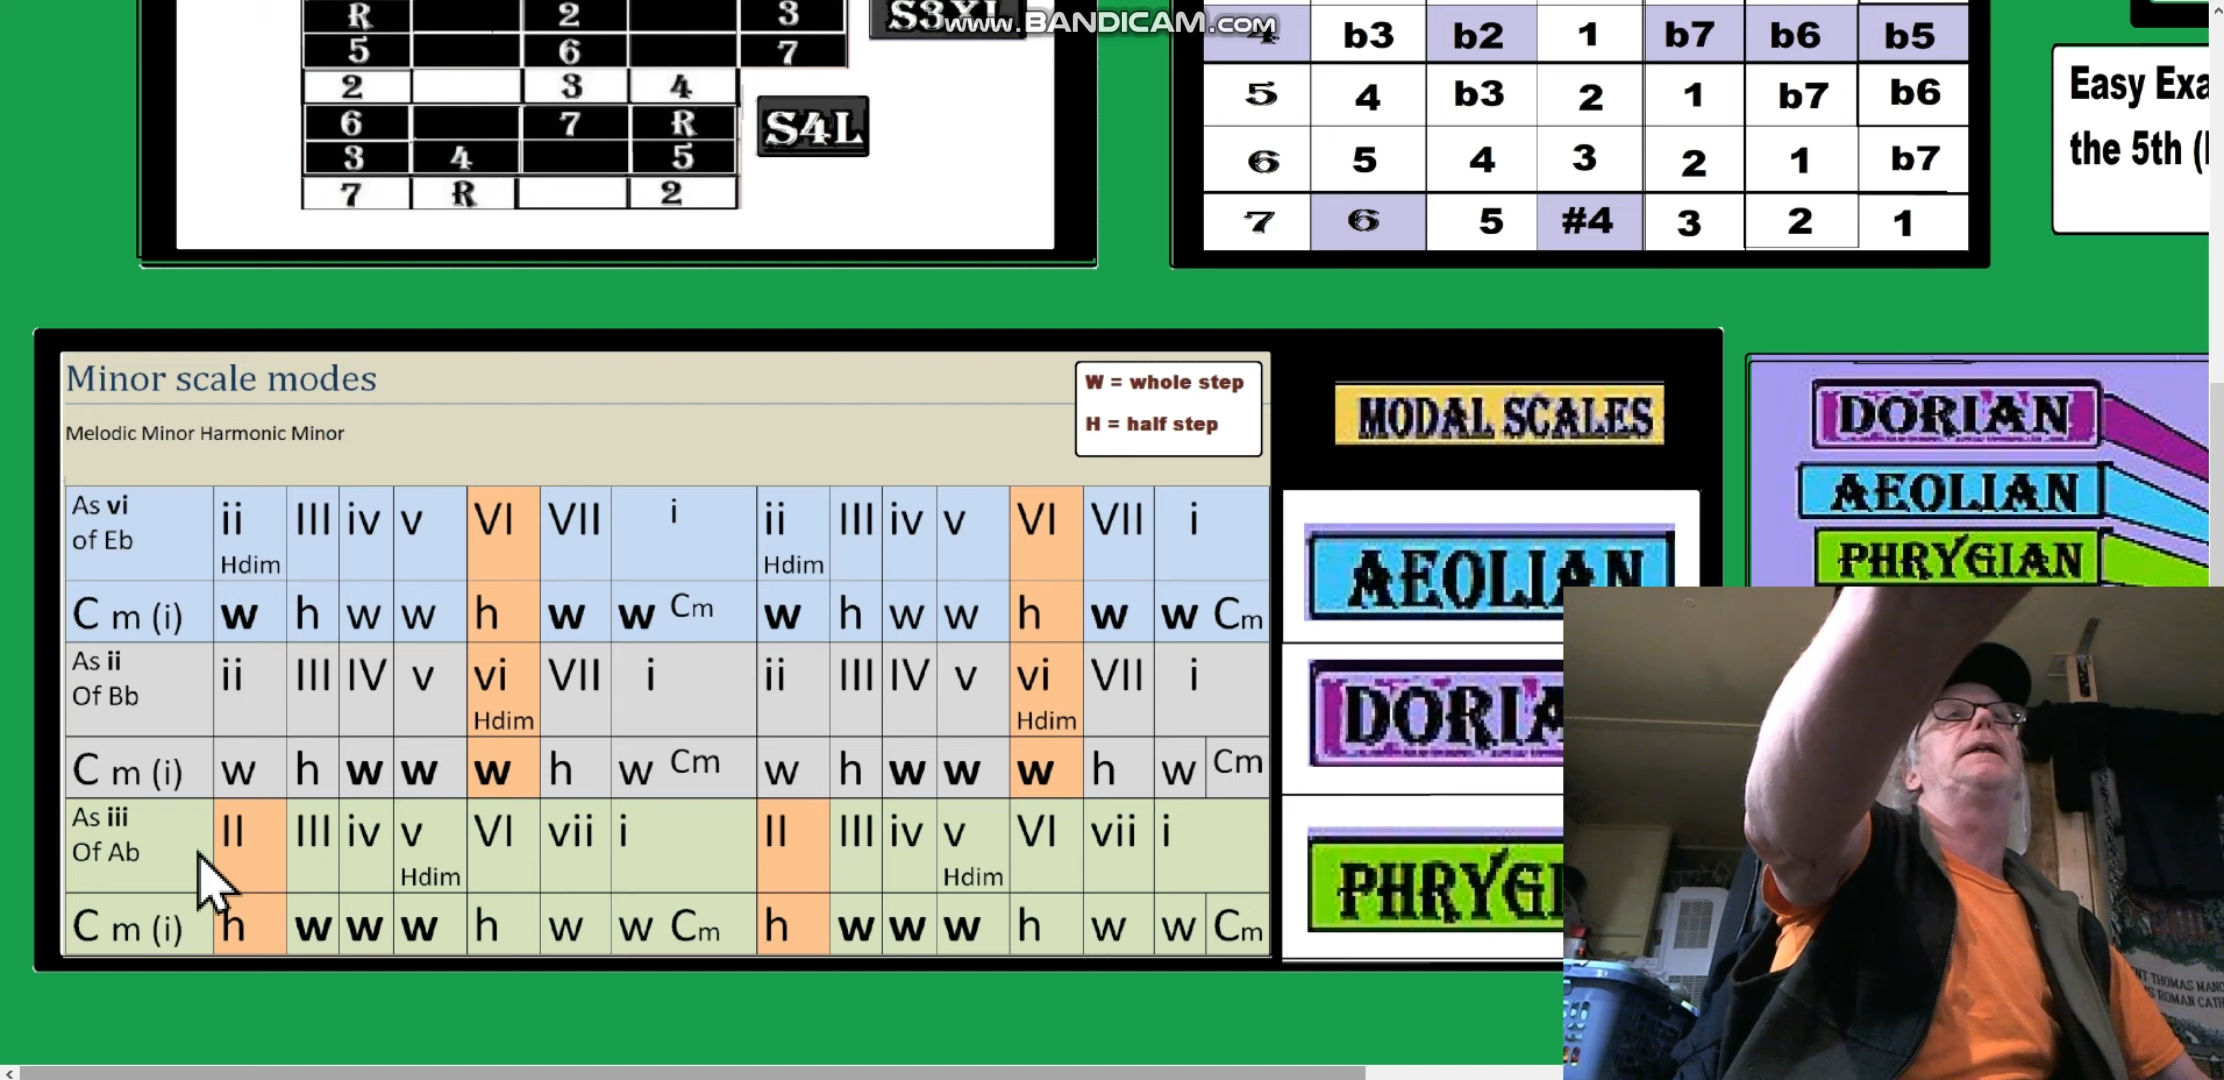 www.BANDICAM.com
R 2 3
5 6 7
2 3 4
6 7 R
3 4 5
7 R 2
S4L
4 b3 b2 1 b7 b6 b5
5 4 b3 2 1 b7 b6
6 5 4 3 2 1 b7
7 6 5 #4 3 2 1
Easy Exa
the 5th (
Minor scale modes
W = whole step
H = half step
Melodic Minor Harmonic Minor
As vi
of Eb
ii III iv v VI VII i ii III iv v VI VII i
Hdim Hdim
C m (i) w h w w h w w Cm w h w w h w w Cm
As ii
Of Bb
ii III IV v vi VII i ii III IV v vi VII i
Hdim Hdim
C m (i) w h w w w h w Cm w h w w w h w Cm
As iii
Of Ab
II III iv v VI vii i II III iv v VI vii i
Hdim Hdim
C m (i) h w w w h w w Cm h w w w h w w Cm
MODAL SCALES
AEOLIAN
DORIA
PHRYGI
DORIAN
AEOLIAN
PHRYGIAN